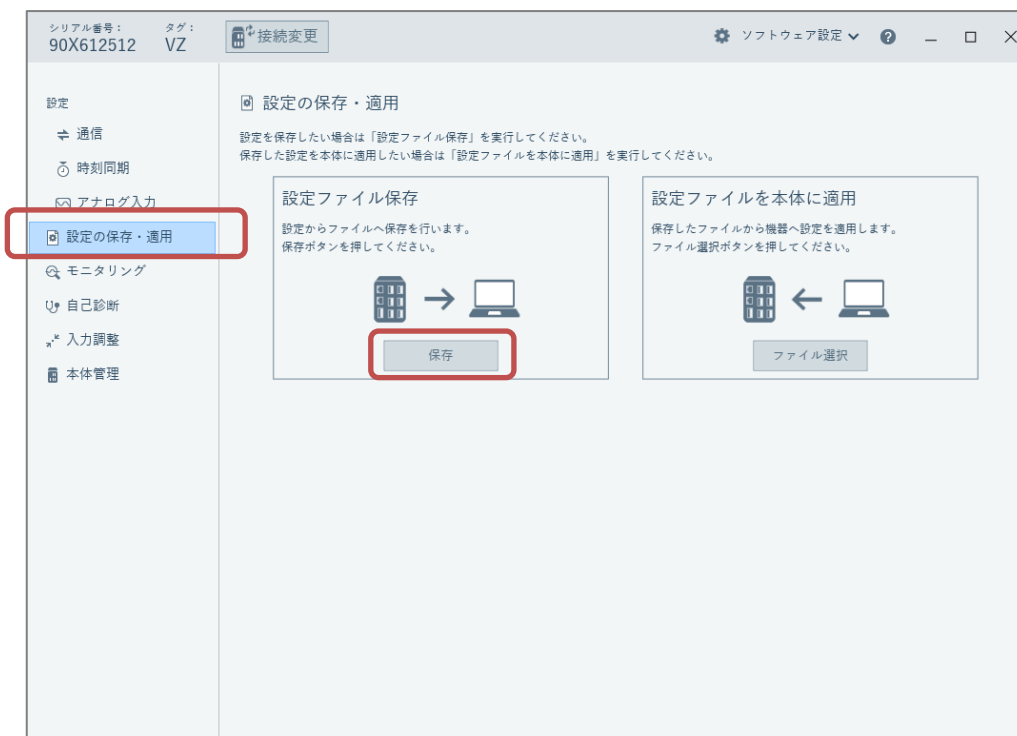 シリアル番号： タグ：
90X612512 VZ
接続変更
ソフトウェア設定
設定
通信
時刻同期
アナログ入力
設定の保存・適用
モニタリング
自己診断
入力調整
本体管理
設定の保存・適用
設定を保存したい場合は「設定ファイル保存」を実行してください。
保存した設定を本体に適用したい場合は「設定ファイルを本体に適用」を実行してください。
設定ファイル保存
設定からファイルへ保存を行います。
保存ボタンを押してください。
保存
設定ファイルを本体に適用
保存したファイルから機器へ設定を適用します。
ファイル選択ボタンを押してください。
ファイル選択